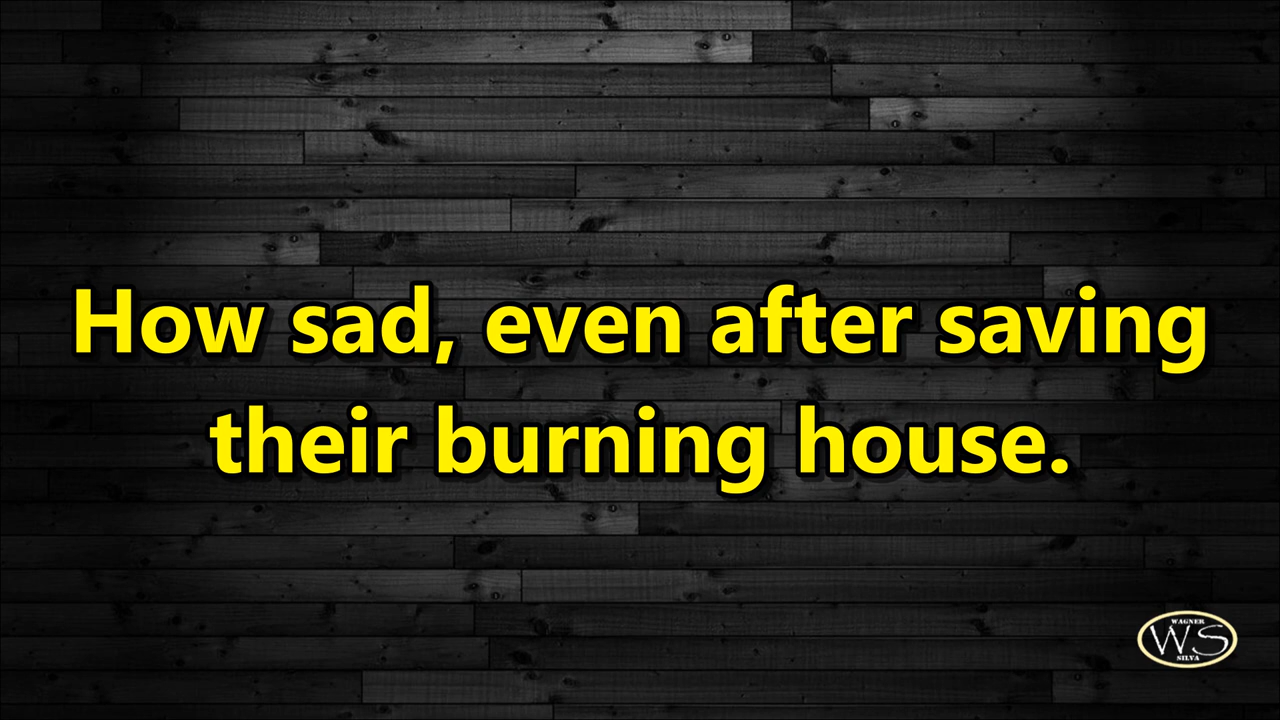 How sad, even after saving
their burning house.
WAGNER
WS
SILVA